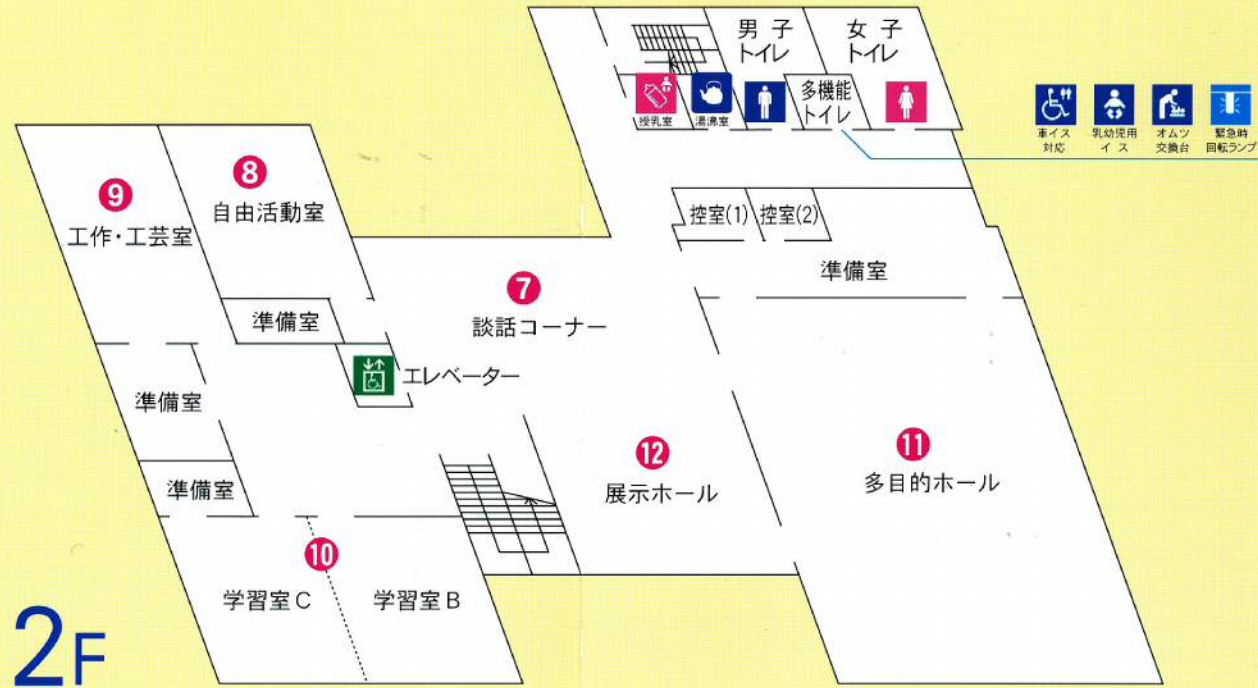 男子
トイレ
女子
トイレ
授乳室
湯沸室
多機能
トイレ
車イス
対応
乳幼児用
イス
オムツ
交換台
緊急時
回転ランプ
9
工作・工芸室
8
自由活動室
控室(1)
控室(2)
準備室
7
談話コーナー
準備室
エレベーター
準備室
準備室
12
展示ホール
11
多目的ホール
10
学習室C
学習室B
2F